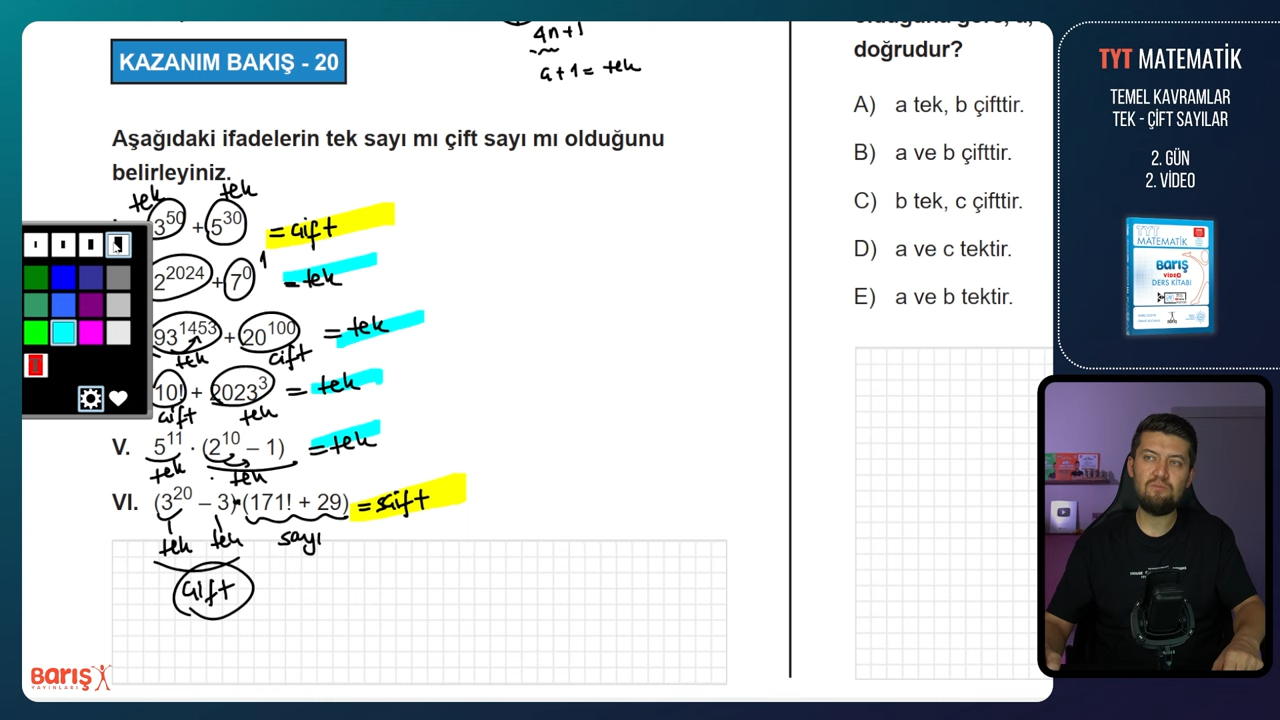 4n+1
a+1 = tek
KAZANIM BAKIŞ - 20
Aşağıdaki ifadelerin tek sayı mı çift sayı mı olduğunu
belirleyiniz.
tek tek
3^50 + 5^30 = çift
2^2024 + 7^0 1 = tek
93^1453 + 20^100 = tek
tek çift
10! + 2023^3 = tek
çift tek
V. 5^11 · (2^10 – 1) = tek
tek tek
VI. (3^20 – 3)·(171! + 29) = çift
tek tek sayı
çift
BARIŞ
YAYINLARI
doğrudur?
A) a tek, b çifttir.
B) a ve b çifttir.
C) b tek, c çifttir.
D) a ve c tektir.
E) a ve b tektir.
TYT MATEMATİK
TEMEL KAVRAMLAR
TEK - ÇİFT SAYILAR
2. GÜN
2. VİDEO
TYT
MATEMATİK
BARIŞ
VİDEO
DERS KİTABI